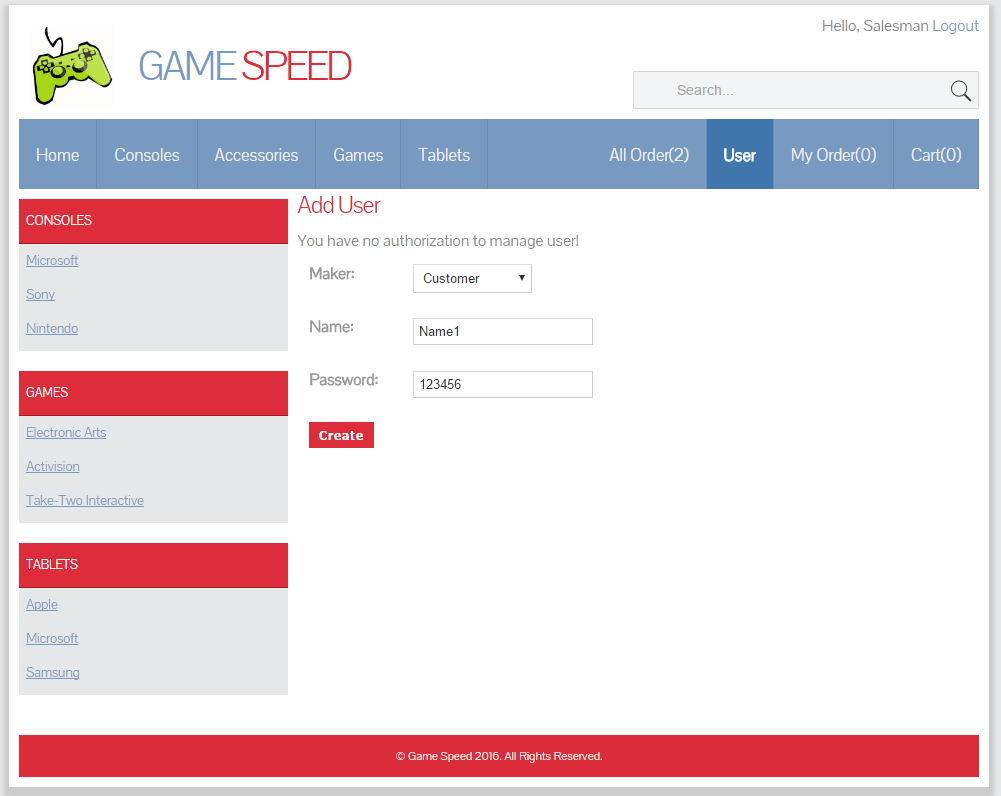 Hello, Salesman Logout
GAME SPEED
Search...
Home Consoles Accessories Games Tablets All Order(2) User My Order(0) Cart(0)
CONSOLES
Microsoft
Sony
Nintendo
GAMES
Electronic Arts
Activision
Take-Two Interactive
TABLETS
Apple
Microsoft
Samsung
Add User
You have no authorization to manage user!
Maker: Customer
Name: Name1
Password: 123456
Create
© Game Speed 2016. All Rights Reserved.